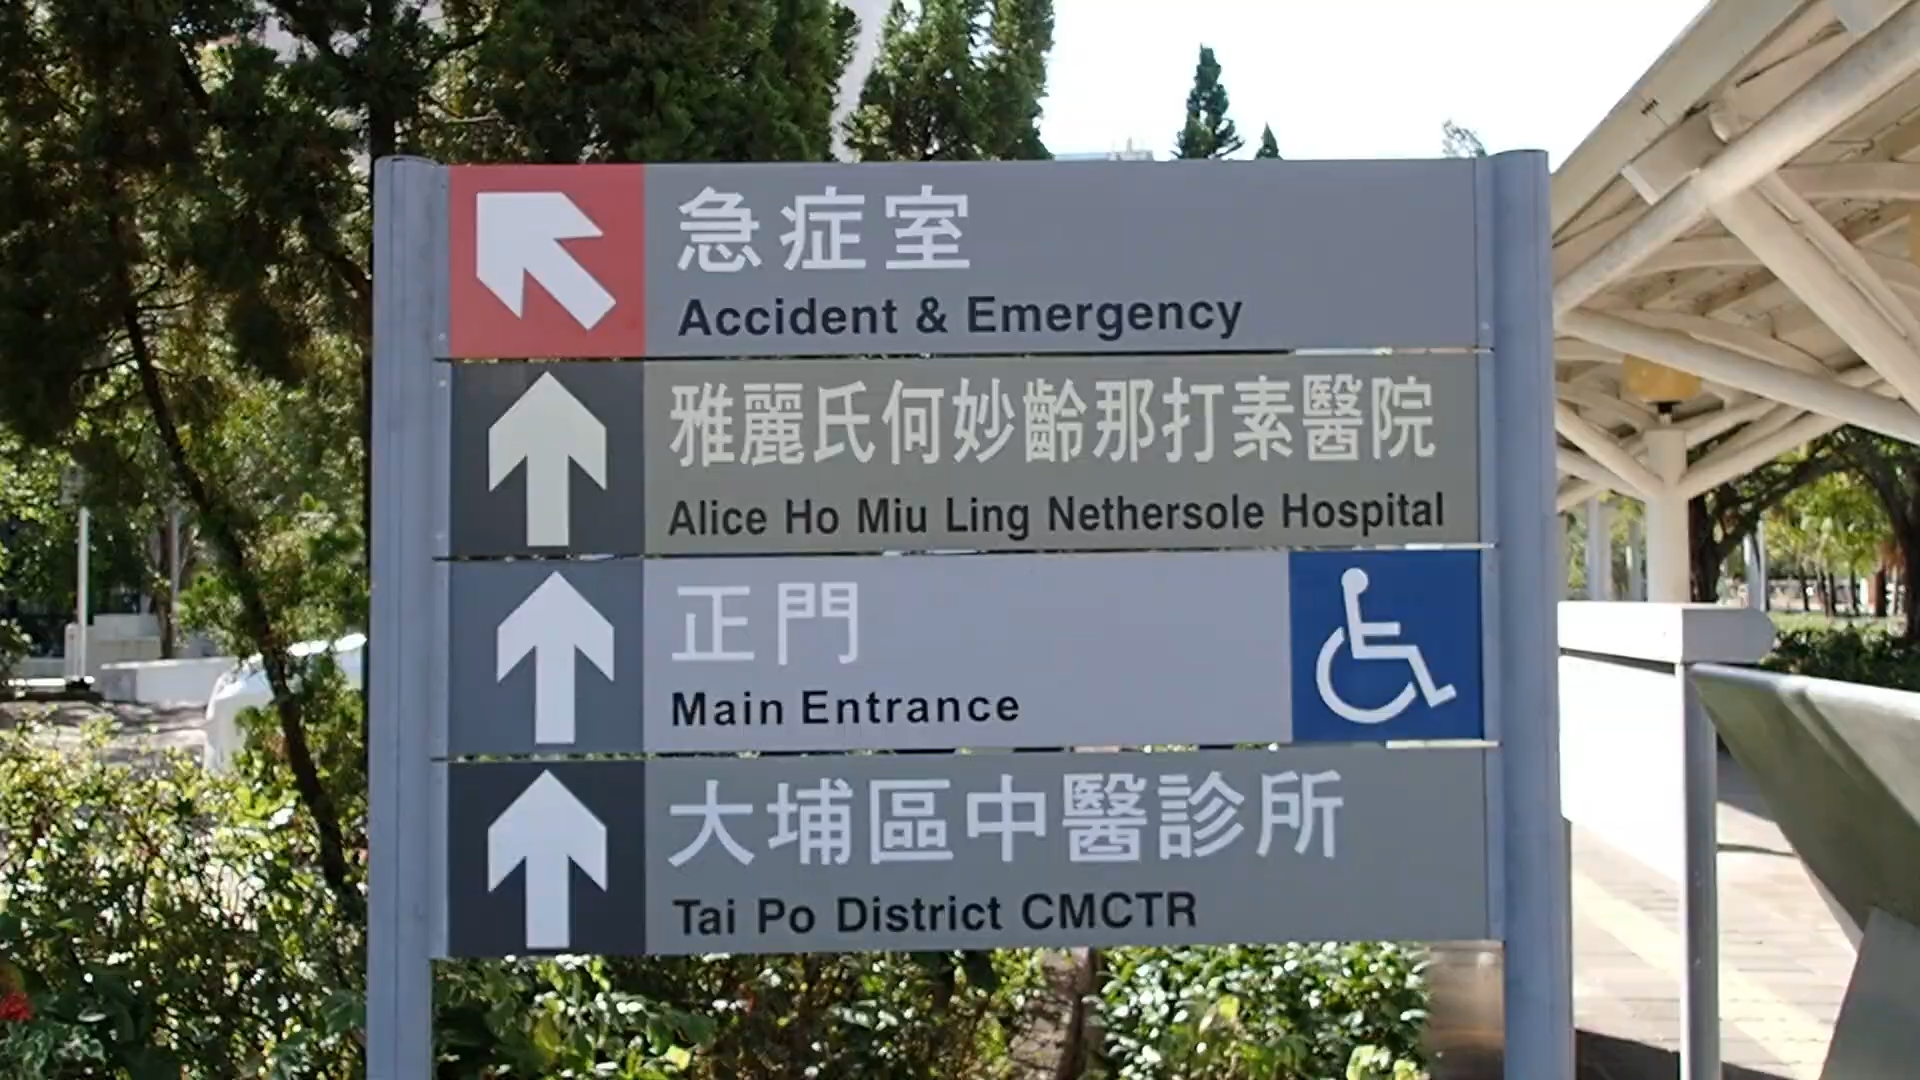 急症室
Accident & Emergency
雅麗氏何妙齡那打素醫院
Alice Ho Miu Ling Nethersole Hospital
正門
Main Entrance
大埔區中醫診所
Tai Po District CMCTR